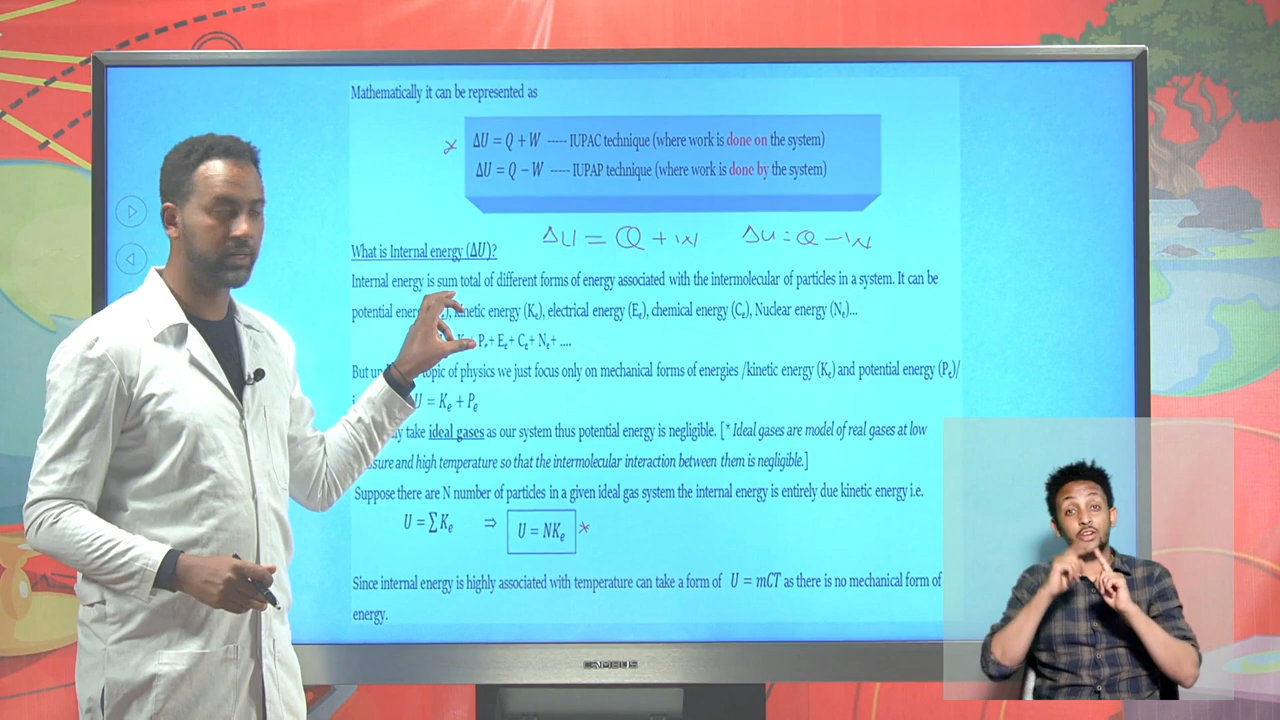 Mathematically it can be represented as
ΔU = Q + W ----- IUPAC technique (where work is done on the system)
ΔU = Q − W ----- IUPAP technique (where work is done by the system)
ΔU = Q + W ΔU = Q − W
What is Internal energy (ΔU)?
Internal energy is sum total of different forms of energy associated with the intermolecular of particles in a system. It can be
potential kinetic energy (Ke), electrical energy (Ee), chemical energy (Ce), Nuclear energy (Ne)...
Pe+ Ee+ Ce+ Ne+ ....
But topic of physics we just focus only on mechanical forms of energies /kinetic energy (Ke) and potential energy (Pe)/
U = Ke + Pe
take ideal gases as our system thus potential energy is negligible. [* Ideal gases are model of real gases at low
and high temperature so that the intermolecular interaction between them is negligible.]
Suppose there are N number of particles in a given ideal gas system the internal energy is entirely due kinetic energy i.e.
U = ∑Ke ⇒ U = NKe *
Since internal energy is highly associated with temperature can take a form of U = mCT as there is no mechanical form of
energy.